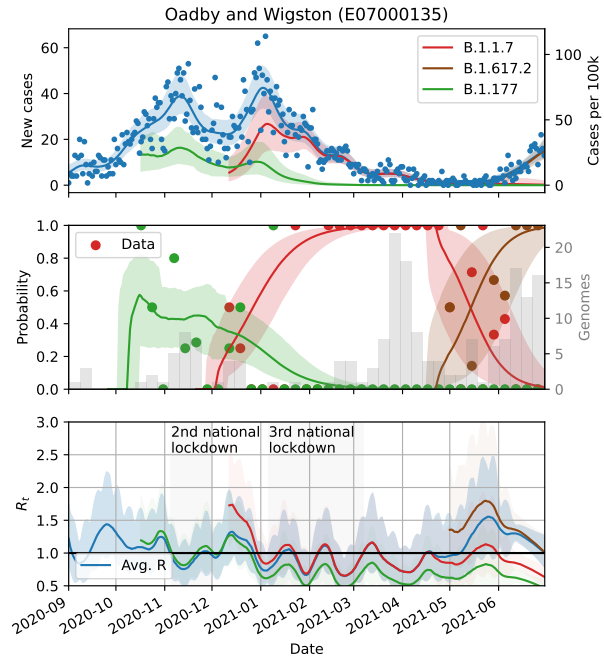 Oadby and Wigston (E07000135)
60
40
20
0
New cases
100
50
0
Cases per 100k
B.1.1.7
B.1.617.2
B.1.177
1.0
0.8
0.6
0.4
0.2
0.0
Probability
Data
20
15
10
5
0
Genomes
3.0
2.5
2.0
1.5
1.0
0.5
Rt
2nd national
lockdown
3rd national
lockdown
Avg. R
2020-09
2020-10
2020-11
2020-12
2021-01
2021-02
2021-03
2021-04
2021-05
2021-06
Date